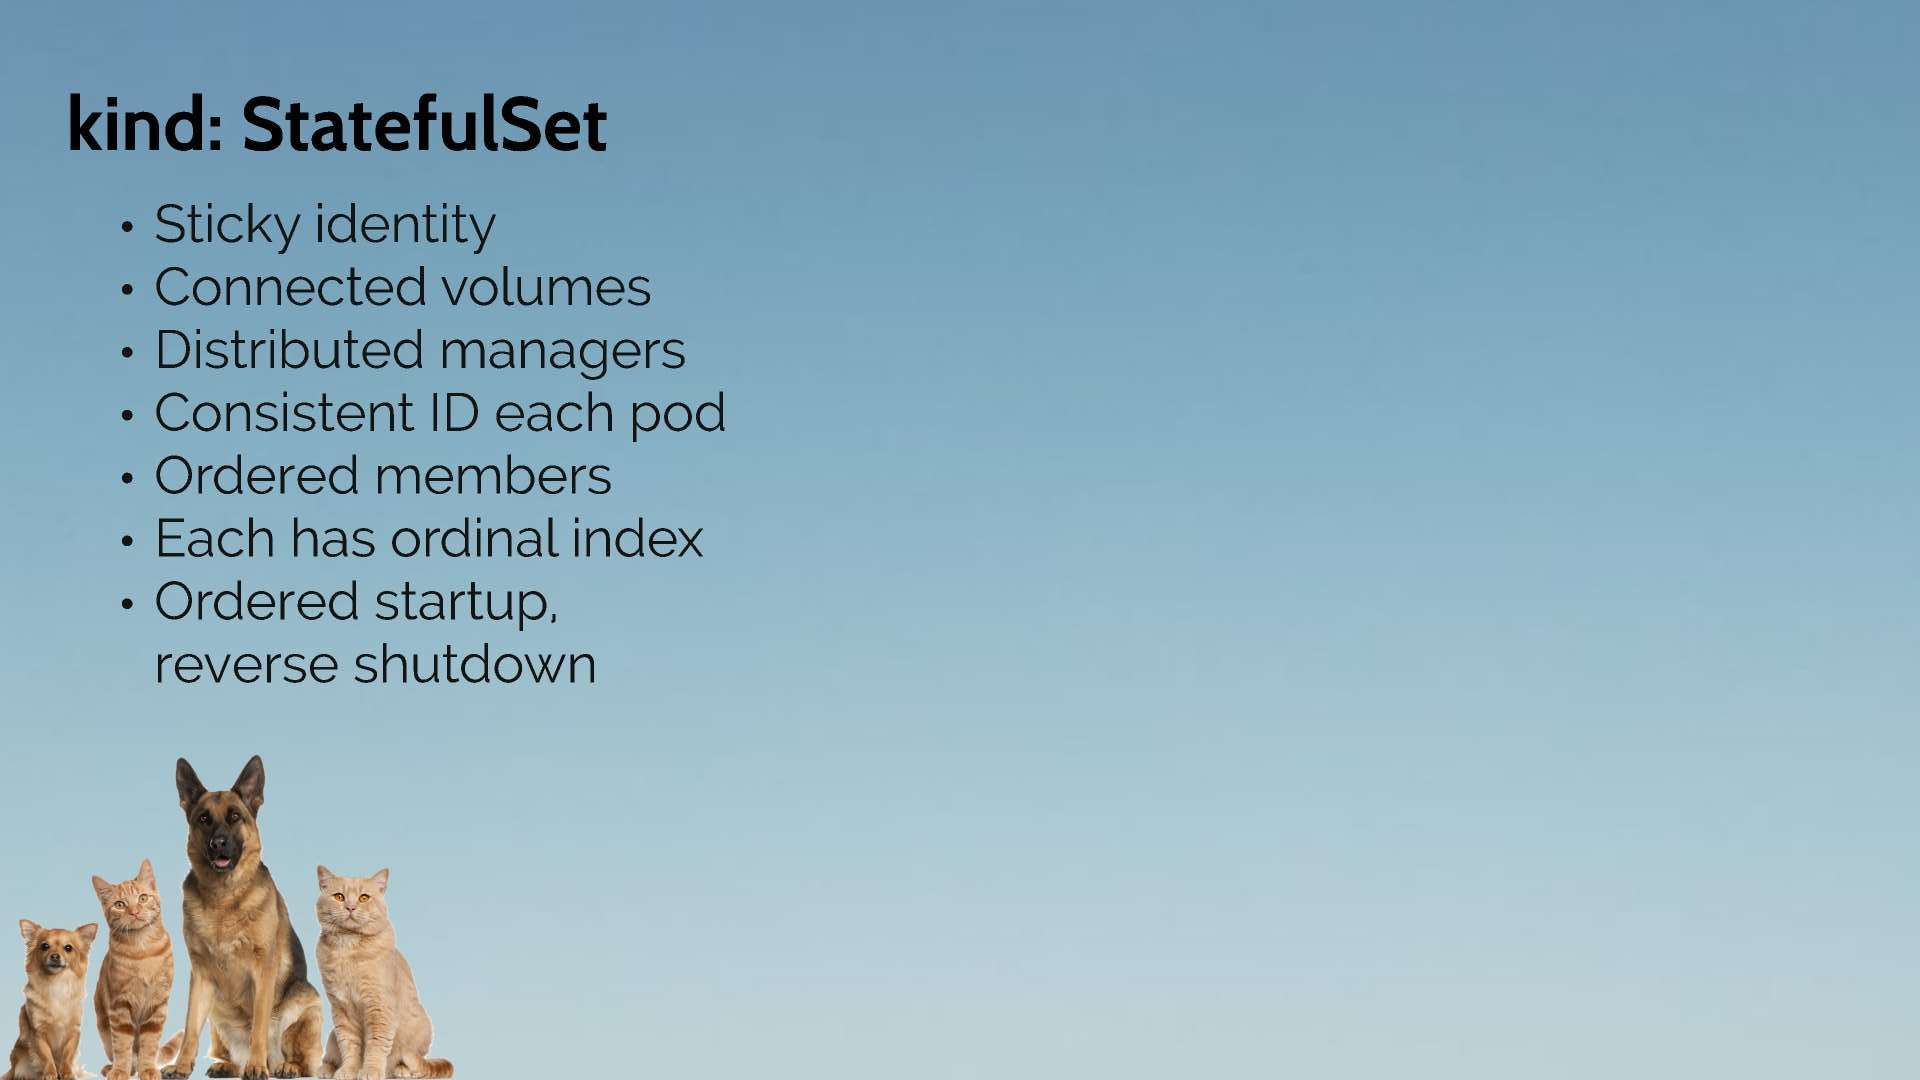 kind: StatefulSet
• Sticky identity
• Connected volumes
• Distributed managers
• Consistent ID each pod
• Ordered members
• Each has ordinal index
• Ordered startup,
reverse shutdown